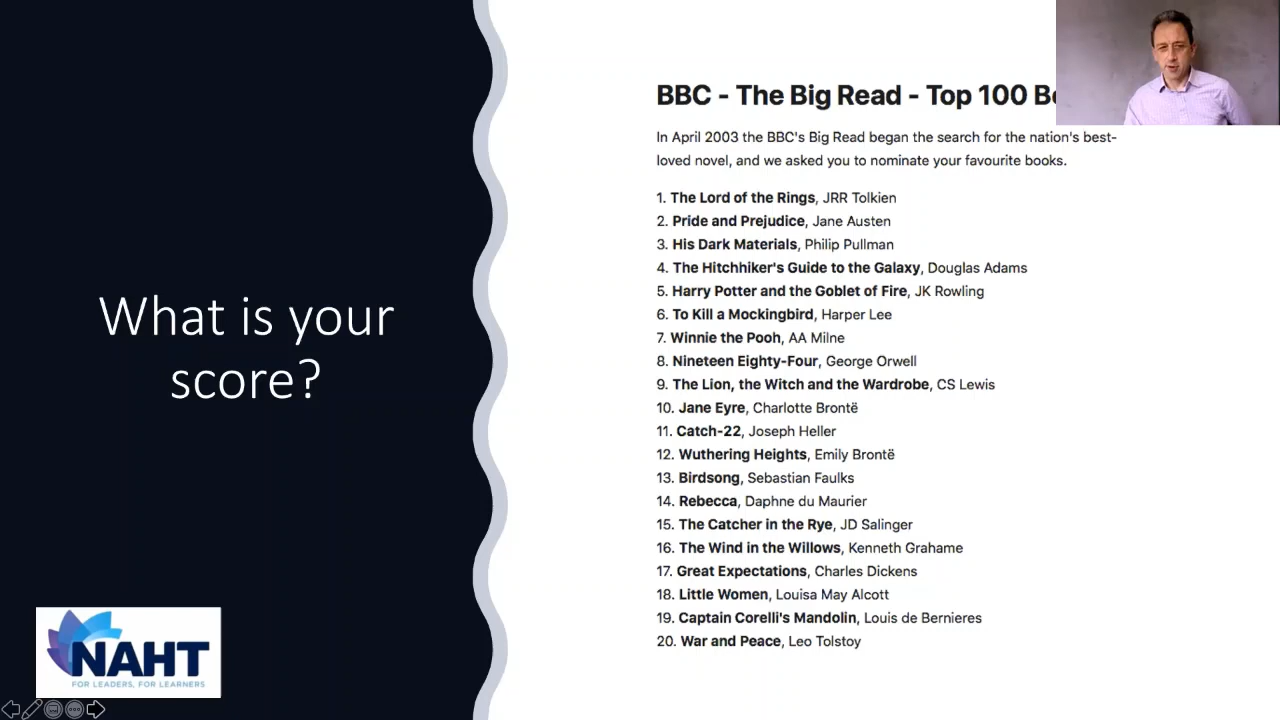 What is your
score?
NAHT
FOR LEADERS, FOR LEARNERS
BBC - The Big Read - Top 100 Bo
In April 2003 the BBC's Big Read began the search for the nation's best-
loved novel, and we asked you to nominate your favourite books.
1. The Lord of the Rings, JRR Tolkien
2. Pride and Prejudice, Jane Austen
3. His Dark Materials, Philip Pullman
4. The Hitchhiker's Guide to the Galaxy, Douglas Adams
5. Harry Potter and the Goblet of Fire, JK Rowling
6. To Kill a Mockingbird, Harper Lee
7. Winnie the Pooh, AA Milne
8. Nineteen Eighty-Four, George Orwell
9. The Lion, the Witch and the Wardrobe, CS Lewis
10. Jane Eyre, Charlotte Brontë
11. Catch-22, Joseph Heller
12. Wuthering Heights, Emily Brontë
13. Birdsong, Sebastian Faulks
14. Rebecca, Daphne du Maurier
15. The Catcher in the Rye, JD Salinger
16. The Wind in the Willows, Kenneth Grahame
17. Great Expectations, Charles Dickens
18. Little Women, Louisa May Alcott
19. Captain Corelli's Mandolin, Louis de Bernieres
20. War and Peace, Leo Tolstoy